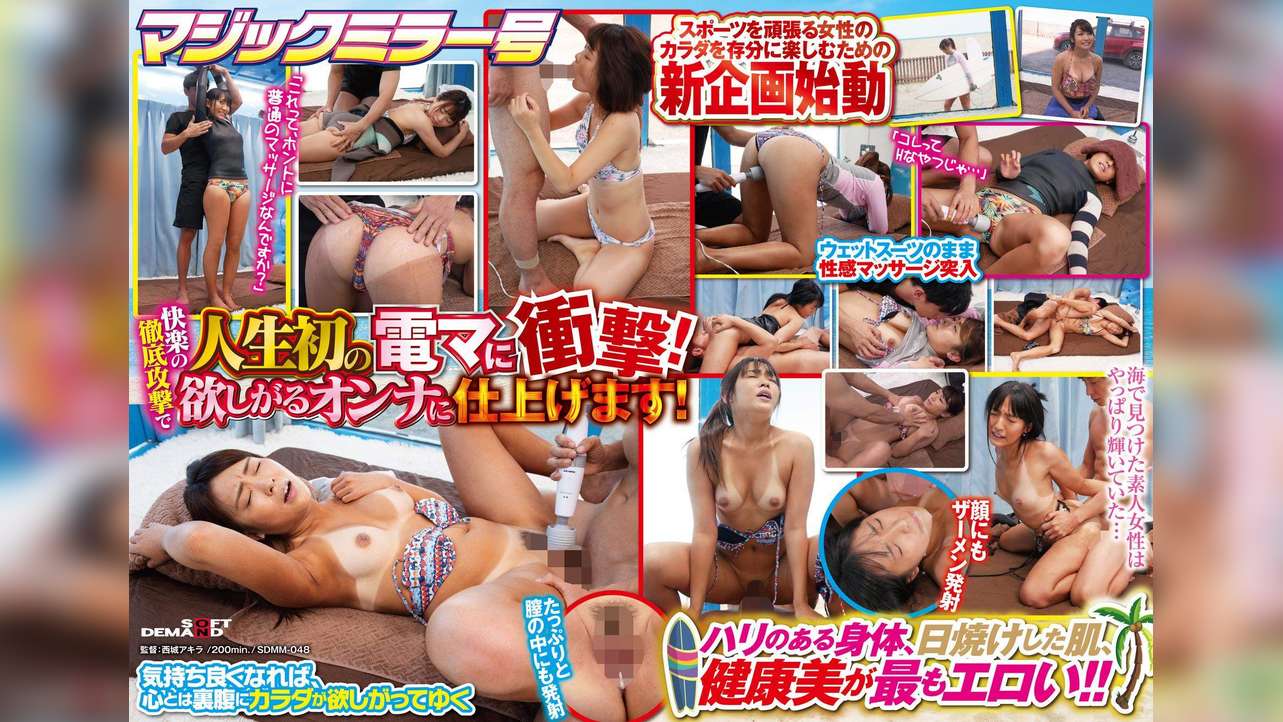 マジックミラー号
スポーツを頑張る女性の
カラダを存分に楽しむための
新企画始動
「これって、ホントに
普通のマッサージなんですか?」
「コレって
Hなやつじゃ…」
ウェットスーツのまま
性感マッサージ突入
快楽の
徹底攻撃で
人生初の電マに衝撃!
欲しがるオンナに仕上げます!
海で見つけた素人女性は
やっぱり輝いていた…
顔にも
ザーメン発射
たっぷりと
膣の中にも発射
SOFT
ON
DEMAND
監督:西城アキラ/200min./SDMM-048
気持ち良くなれば、
心とは裏腹にカラダが欲しがってゆく
ハリのある身体、日焼けした肌、
健康美が最もエロい!!